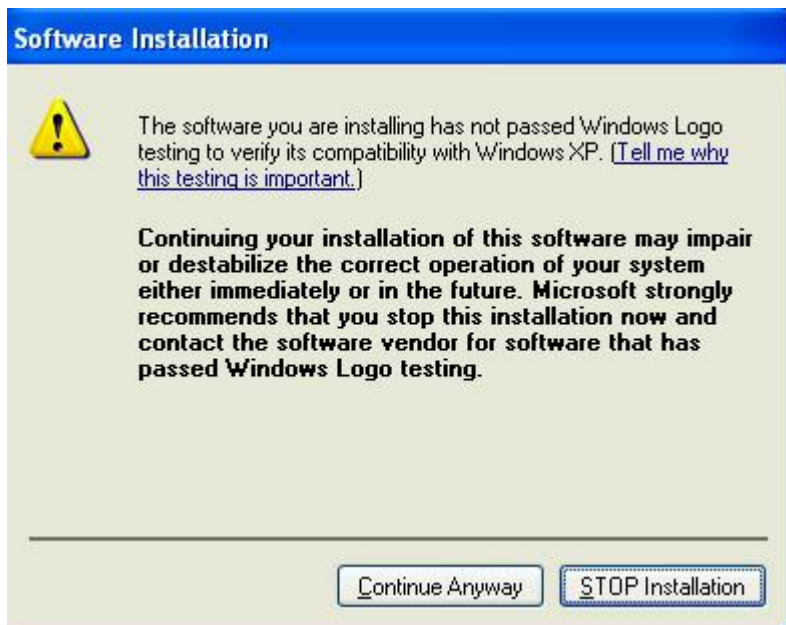 Software Installation
The software you are installing has not passed Windows Logo
testing to verify its compatibility with Windows XP. (Tell me why
this testing is important.)
Continuing your installation of this software may impair
or destabilize the correct operation of your system
either immediately or in the future. Microsoft strongly
recommends that you stop this installation now and
contact the software vendor for software that has
passed Windows Logo testing.
Continue Anyway
STOP Installation